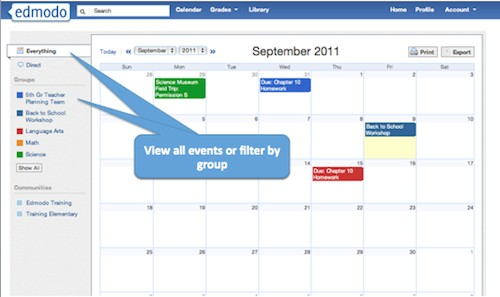 edmodo
Search
Calendar Grades Library
Home Profile Account
Everything
Direct
Groups
5th Gr Teacher
Planning Team
Back to School
Workshop
Language Arts
Math
Science
Show All
Communities
Edmodo Training
Training Elementary
Today « September 2011 »
September 2011
Print Export
Sun Mon Tue Wed Thu Fri Sat
28 29 30 31 1 2 3
Science Museum
Field Trip:
Permission S
Due: Chapter 10
Homework
5 6 7 8 9 10
Back to School
Workshop
View all events or filter by
group
15 16 17
Due: Chapter 10
Homework
18 19 20 21 22 23 24
25 26 27 28 29 30 1